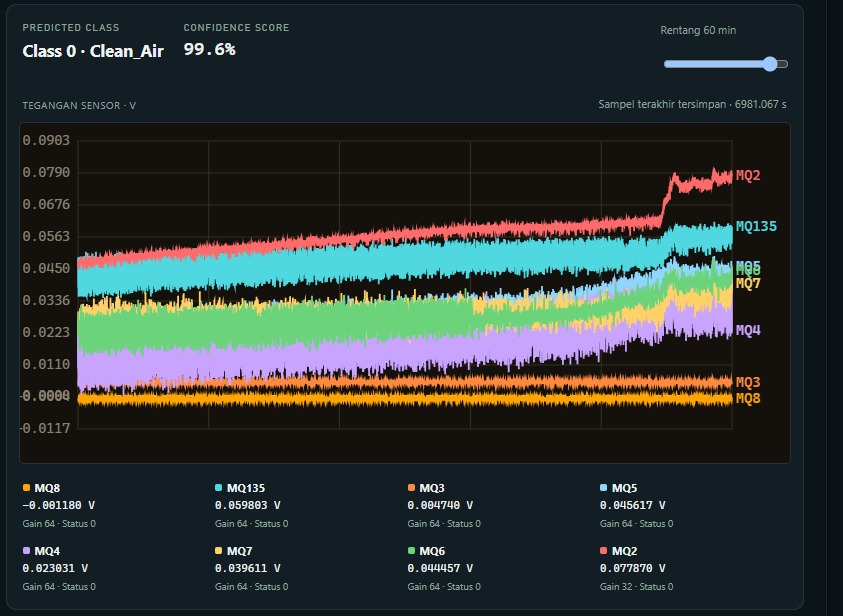 PREDICTED CLASS CONFIDENCE SCORE Rentang 60 min
Class 0 · Clean_Air 99.6%
TEGANGAN SENSOR · V Sampel terakhir tersimpan · 6981.067 s
0.0903
0.0790
0.0676
0.0563
0.0450
0.0336
0.0223
0.0110
-0.0117
MQ2
MQ135
MQ5
MQ7
MQ4
MQ3
MQ8
MQ8 MQ135 MQ3 MQ5
-0.001180 V 0.059803 V 0.004740 V 0.045617 V
Gain 64 · Status 0 Gain 64 · Status 0 Gain 64 · Status 0 Gain 64 · Status 0
MQ4 MQ7 MQ6 MQ2
0.023031 V 0.039611 V 0.044457 V 0.077870 V
Gain 64 · Status 0 Gain 64 · Status 0 Gain 64 · Status 0 Gain 32 · Status 0